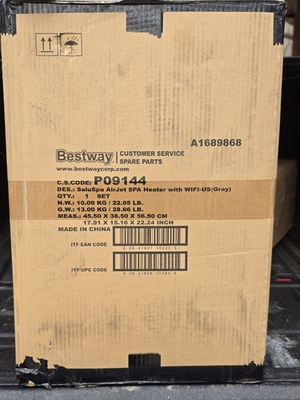 A1689868
Bestway | CUSTOMER SERVICE
SPARE PARTS
www.bestwaycorp.com
C.S.CODE: P09144
DES.: SaluSpa AirJet SPA Heater with WIFI-US(Gray)
QTY.: 1 SET
N.W.: 10.00 KG / 22.05 LB.
G.W.: 13.00 KG / 28.66 LB.
MEAS.: 45.50 X 38.50 X 56.50 CM
17.91 X 15.16 X 22.24 INCH
MADE IN CHINA
ITF/EAN CODE
ITF/UPC CODE